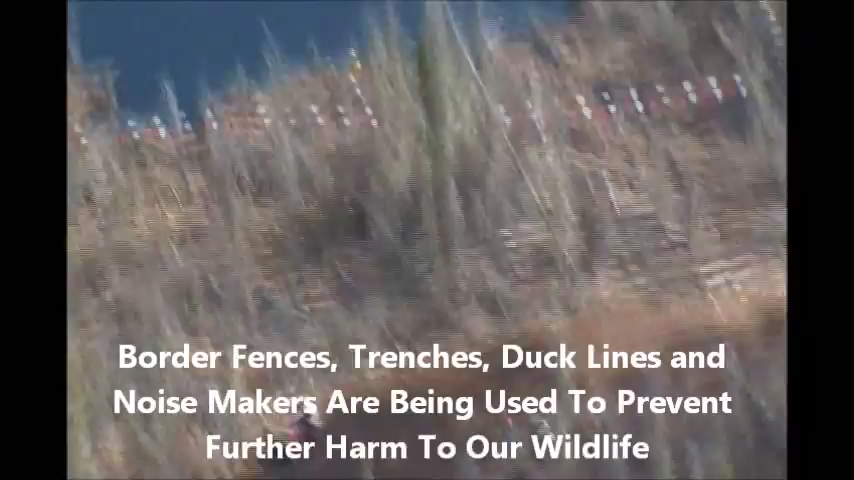 Border Fences, Trenches, Duck Lines and
Noise Makers Are Being Used To Prevent
Further Harm To Our Wildlife